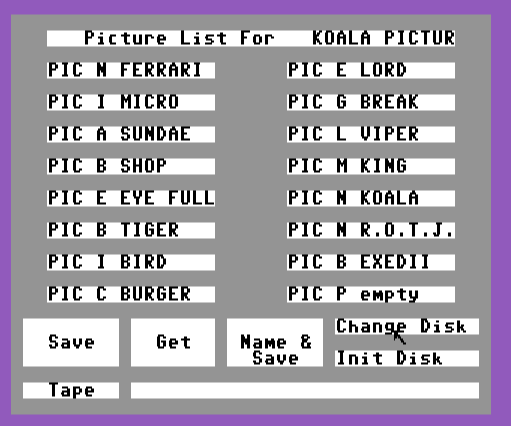 Picture List For KOALA PICTUR
PIC N FERRARI PIC E LORD
PIC I MICRO PIC G BREAK
PIC A SUNDAE PIC L VIPER
PIC B SHOP PIC M KING
PIC E EYE FULL PIC N KOALA
PIC B TIGER PIC N R.O.T.J.
PIC I BIRD PIC B EXEDII
PIC C BURGER PIC P empty
Save Get Name & Save Change Disk
Init Disk
Tape